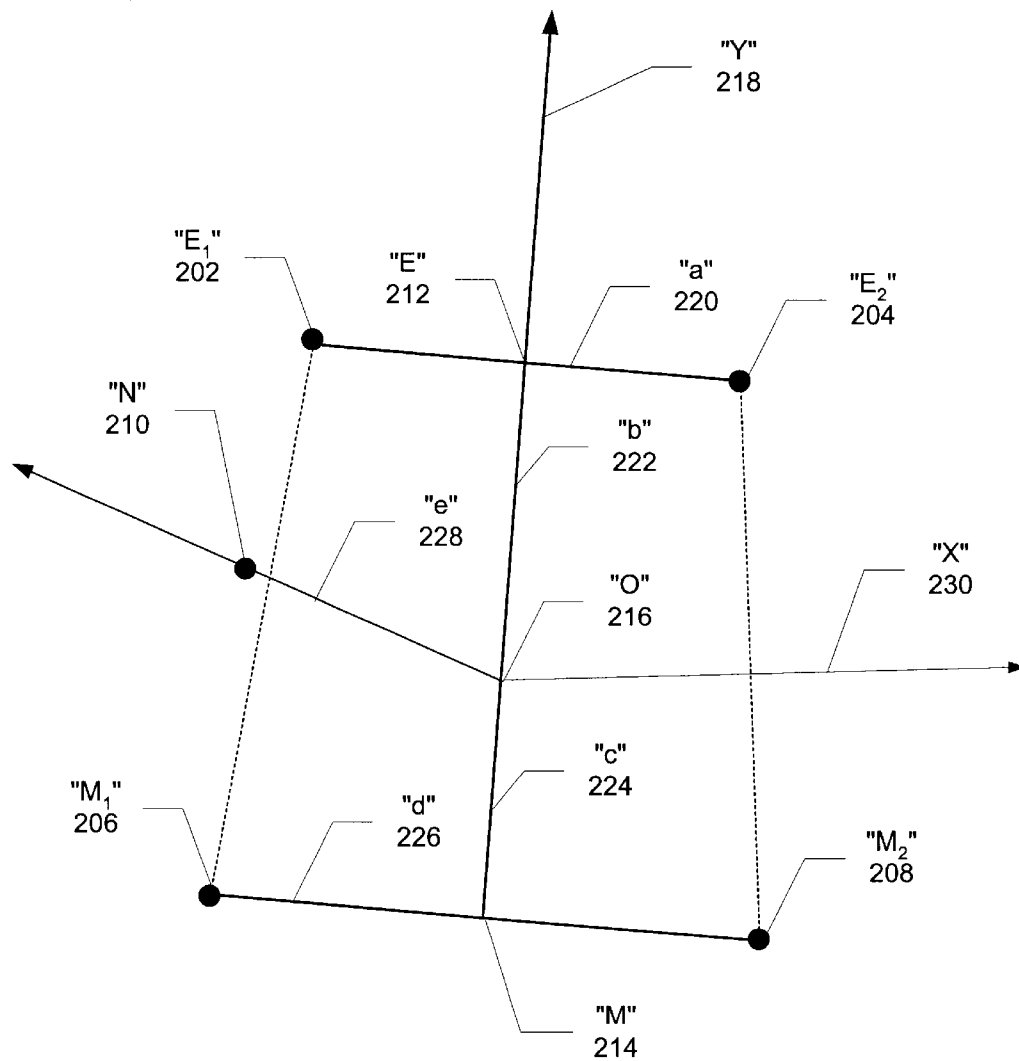 "Y"
218
"E₁"
202
"E"
212
"a"
220
"E₂"
204
"N"
210
"b"
222
"e"
228
"O"
216
"X"
230
"c"
224
"M₁"
206
"d"
226
"M₂"
208
"M"
214